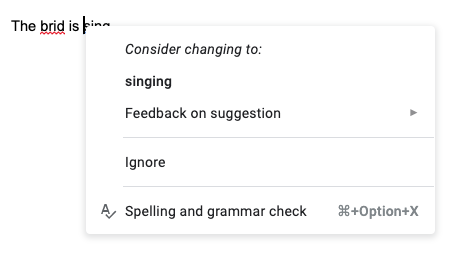 The brid is sing
Consider changing to:
singing
Feedback on suggestion
Ignore
Spelling and grammar check ⌘+Option+X